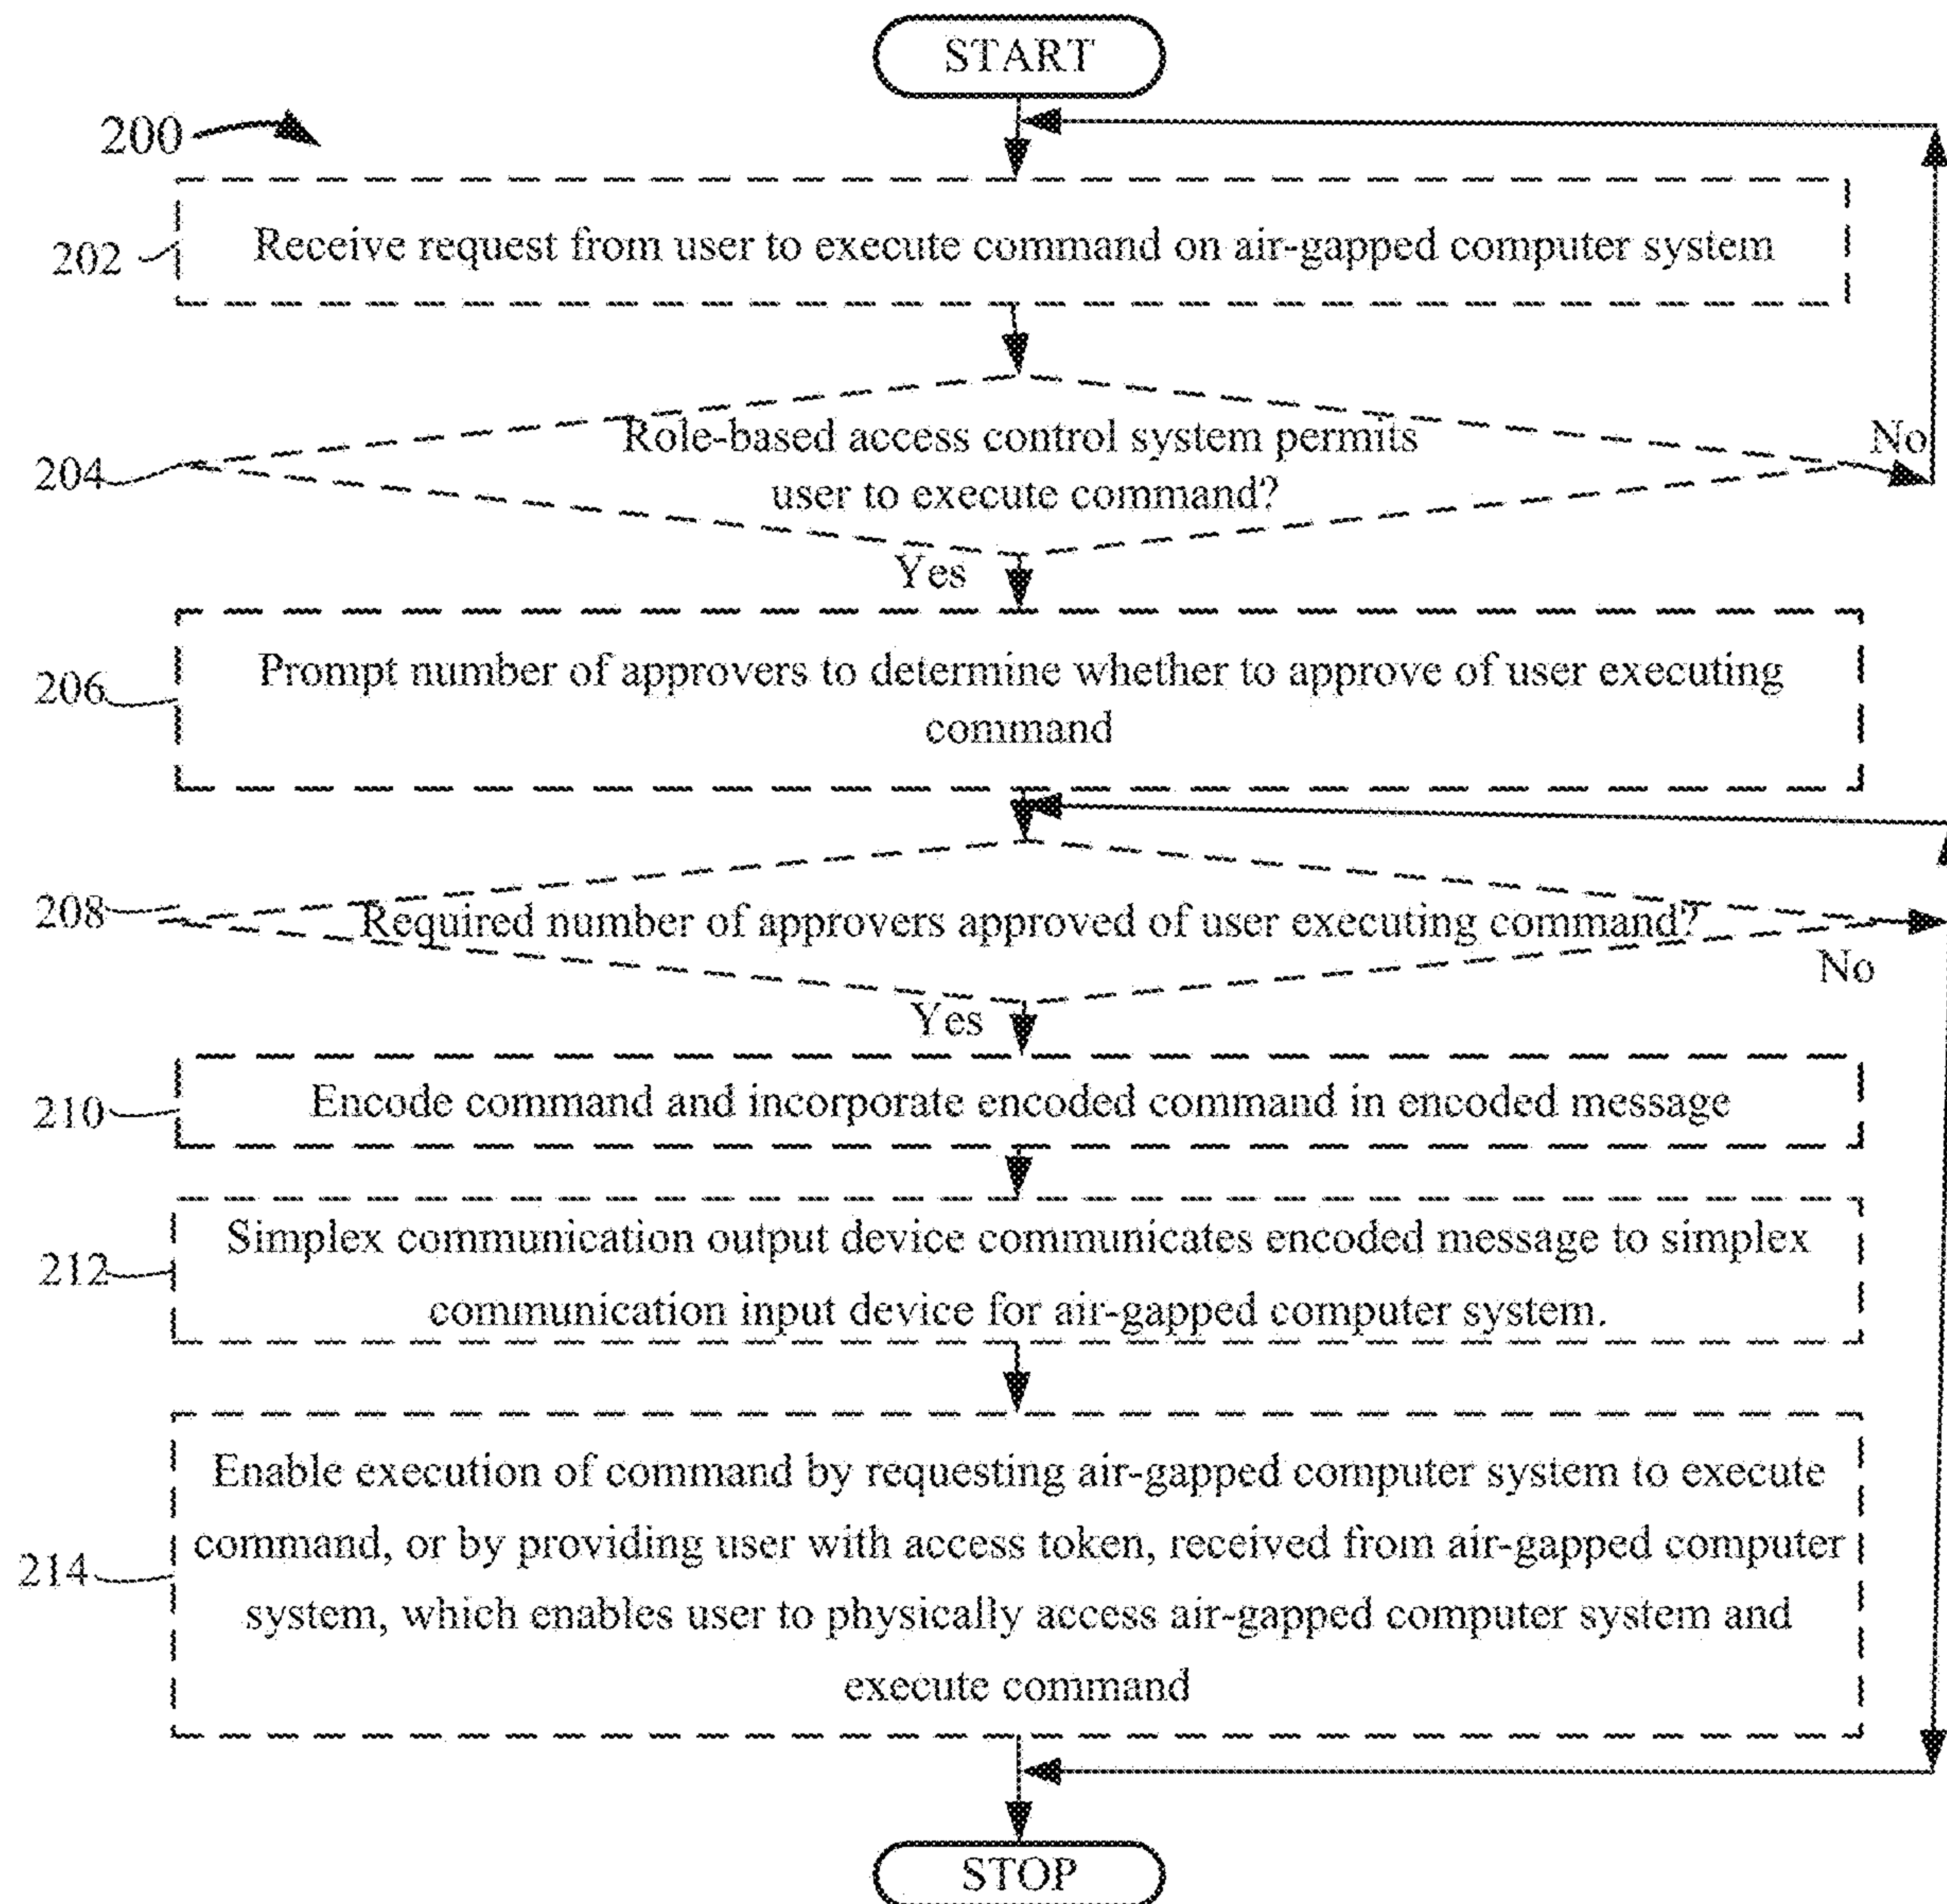 START
200
202
Receive request from user to execute command on air-gapped computer system
204
Role-based access control system permits
user to execute command?
No
Yes
206
Prompt number of approvers to determine whether to approve of user executing
command
208
Required number of approvers approved of user executing command?
No
Yes
210
Encode command and incorporate encoded command in encoded message
212
Simplex communication output device communicates encoded message to simplex
communication input device for air-gapped computer system.
214
Enable execution of command by requesting air-gapped computer system to execute
command, or by providing user with access token, received from air-gapped computer
system, which enables user to physically access air-gapped computer system and
execute command
STOP